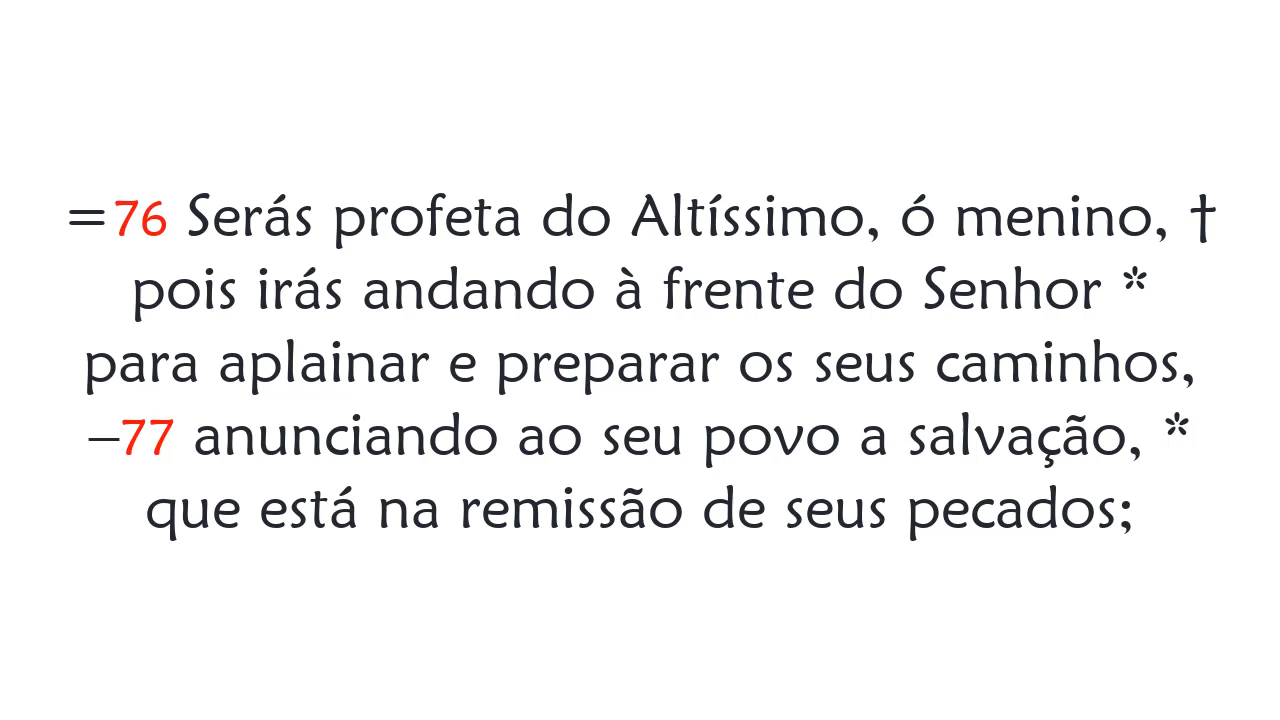 =76 Serás profeta do Altíssimo, ó menino, †
pois irás andando à frente do Senhor *
para aplainar e preparar os seus caminhos,
–77 anunciando ao seu povo a salvação, *
que está na remissão de seus pecados;